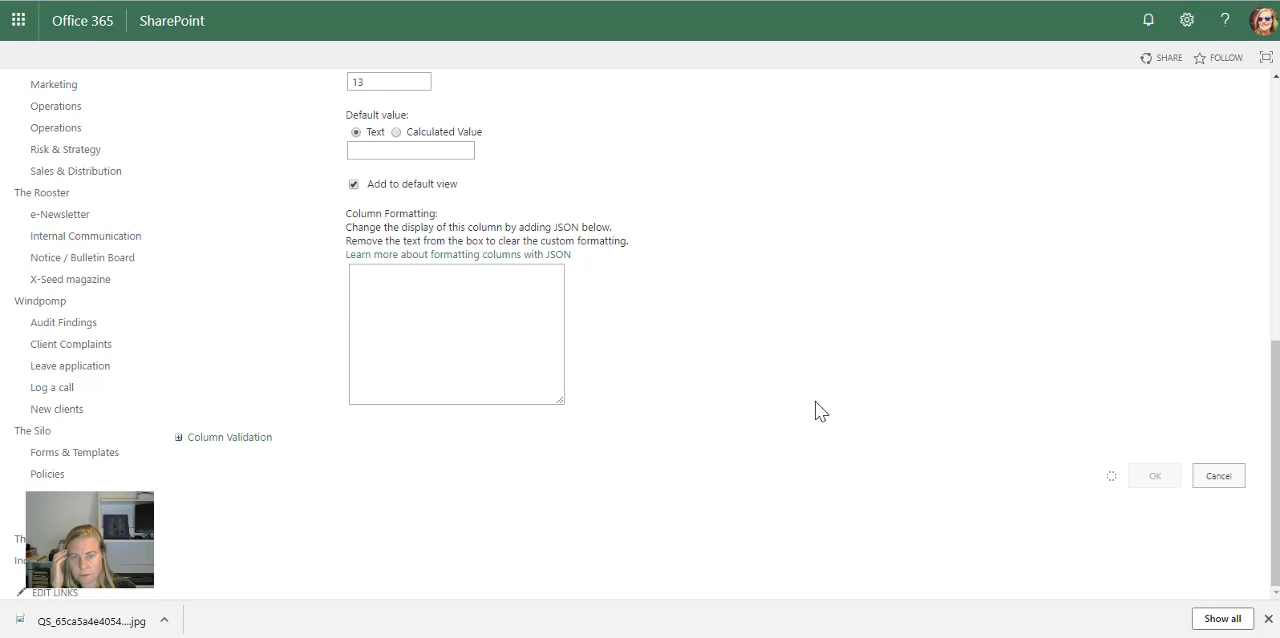 Office 365
SharePoint
?
SHARE
FOLLOW
Marketing
Operations
Operations
Risk & Strategy
Sales & Distribution
The Rooster
e-Newsletter
Internal Communication
Notice / Bulletin Board
X-Seed magazine
Windpomp
Audit Findings
Client Complaints
Leave application
Log a call
New clients
The Silo
Forms & Templates
Policies
EDIT LINKS
13
Default value:
Text
Calculated Value
Add to default view
Column Formatting:
Change the display of this column by adding JSON below.
Remove the text from the box to clear the custom formatting.
Learn more about formatting columns with JSON
Column Validation
OK
Cancel
QS_65ca5a4e4054....jpg
Show all